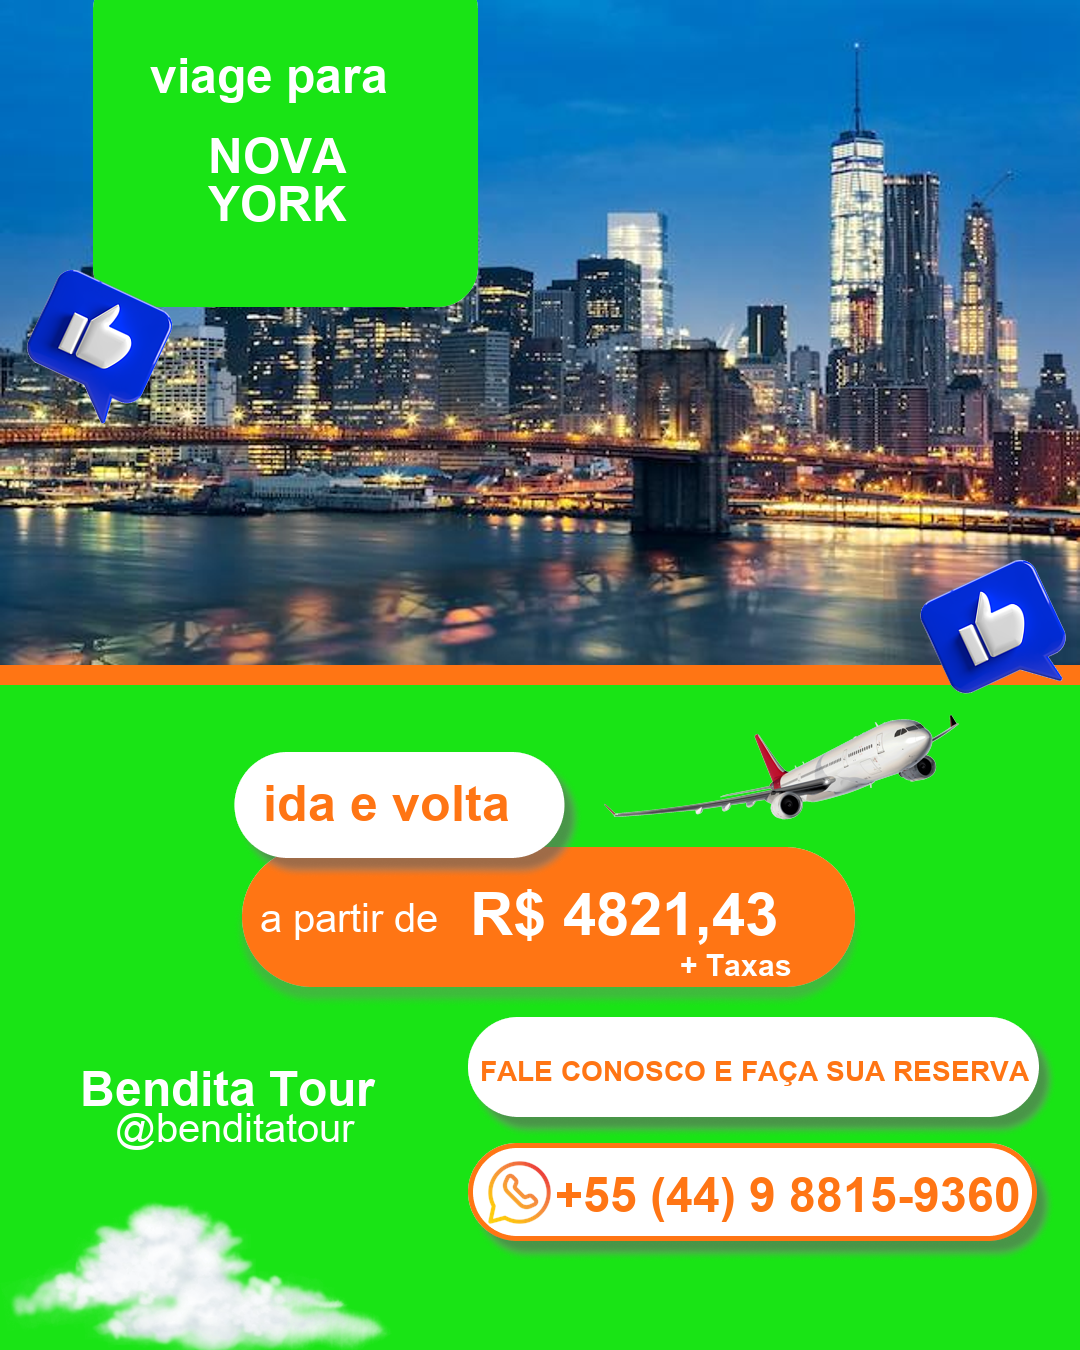 viage para
NOVA
YORK
ida e volta
a partir de R$ 4821,43
+ Taxas
FALE CONOSCO E FAÇA SUA RESERVA
Bendita Tour
@benditatour
+55 (44) 9 8815-9360